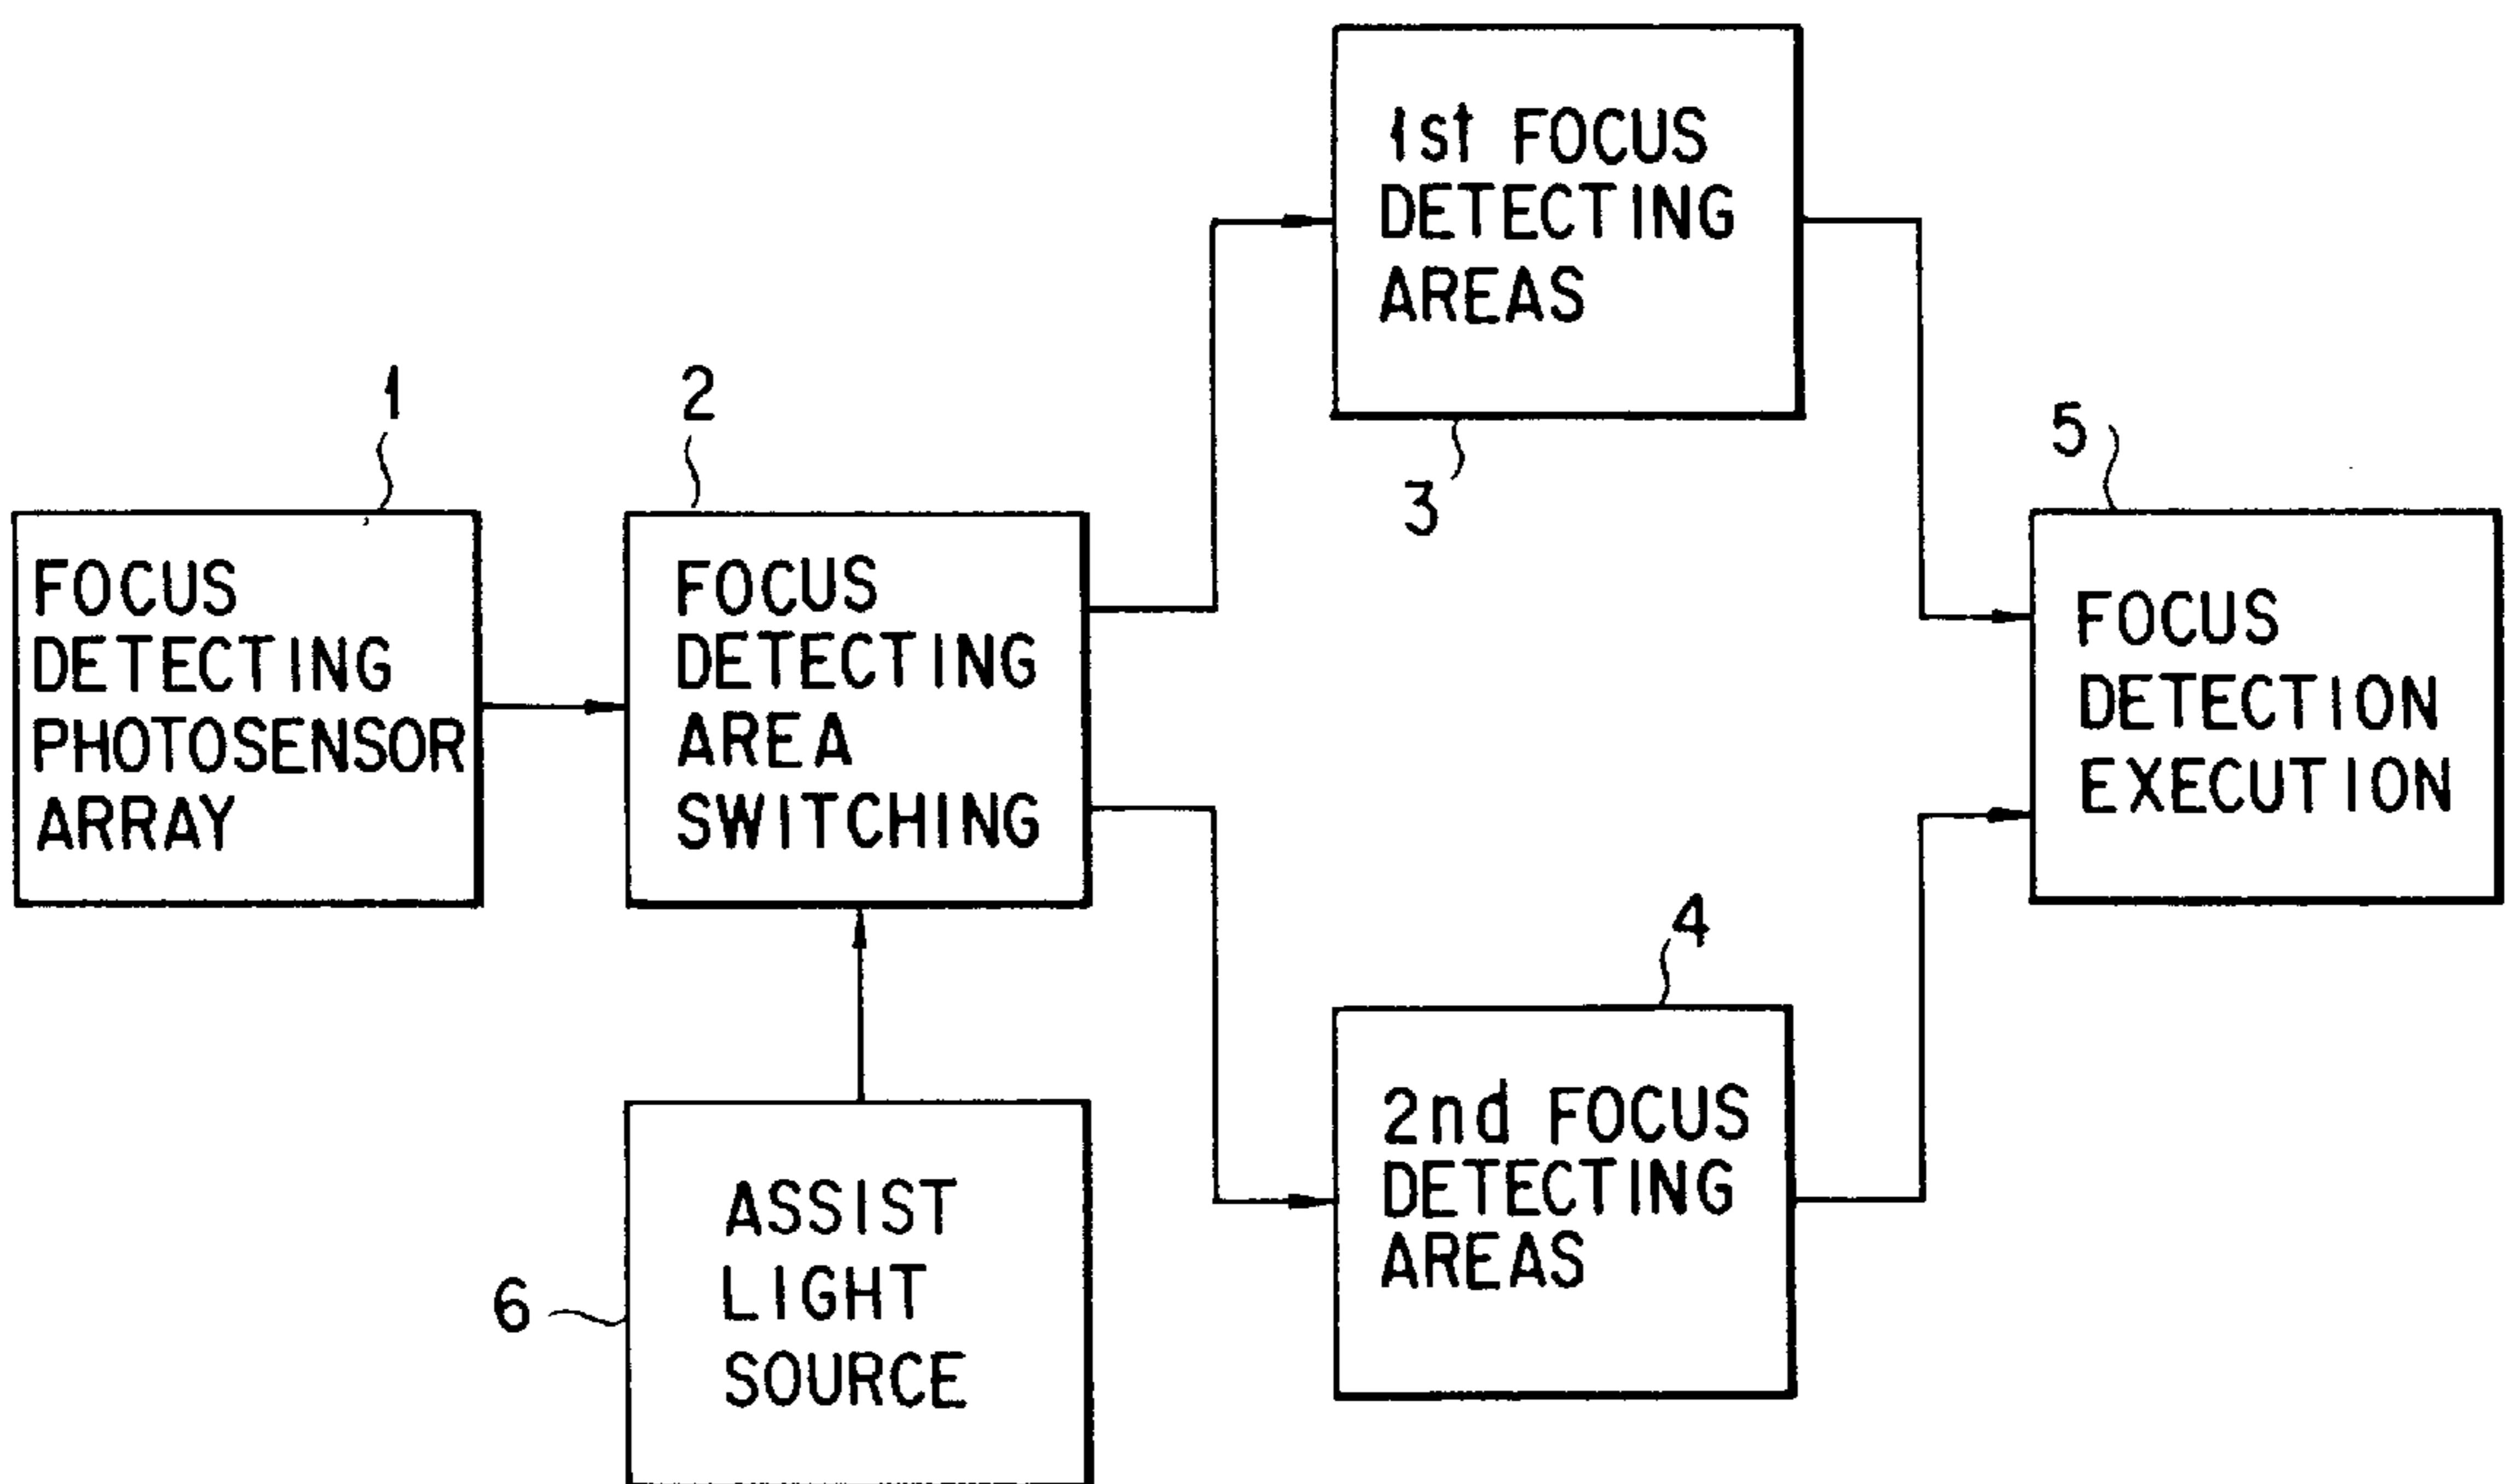 1
FOCUS
DETECTING
PHOTOSENSOR
ARRAY
2
FOCUS
DETECTING
AREA
SWITCHING
1st FOCUS
DETECTING
AREAS
3
4
2nd FOCUS
DETECTING
AREAS
5
FOCUS
DETECTION
EXECUTION
6
ASSIST
LIGHT
SOURCE